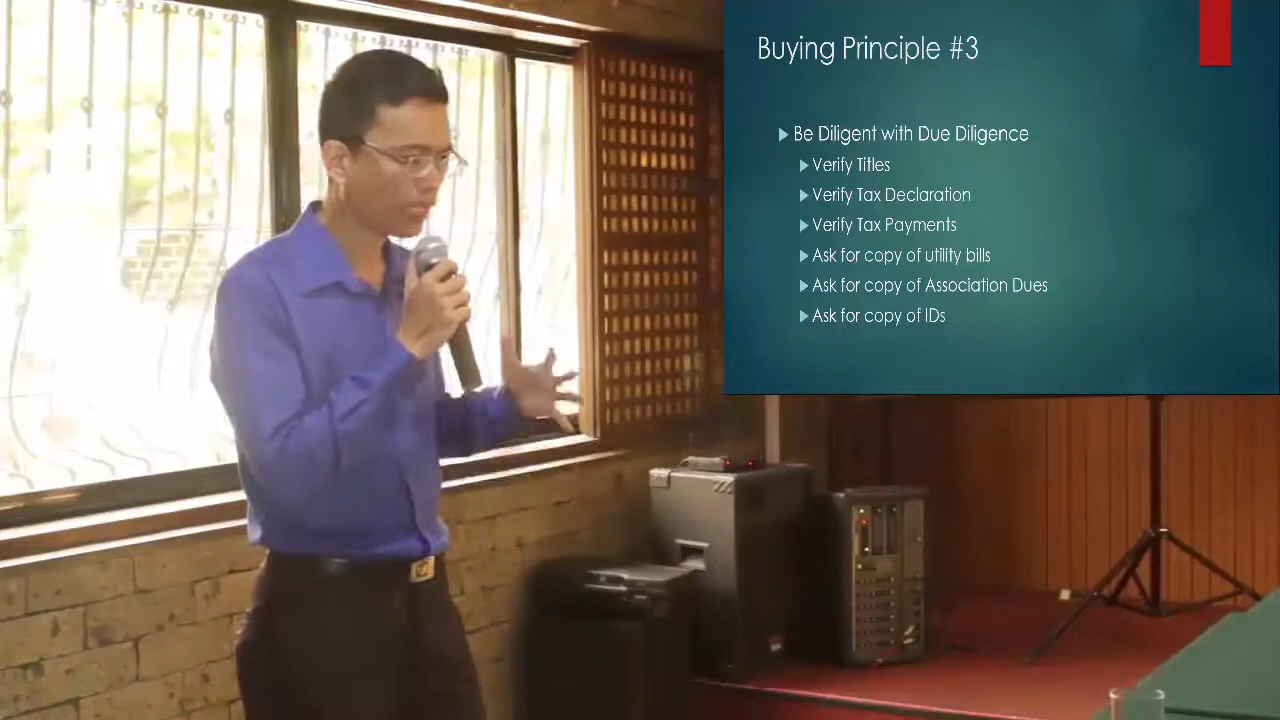 Buying Principle #3
Be Diligent with Due Diligence
Verify Titles
Verify Tax Declaration
Verify Tax Payments
Ask for copy of utility bills
Ask for copy of Association Dues
Ask for copy of IDs